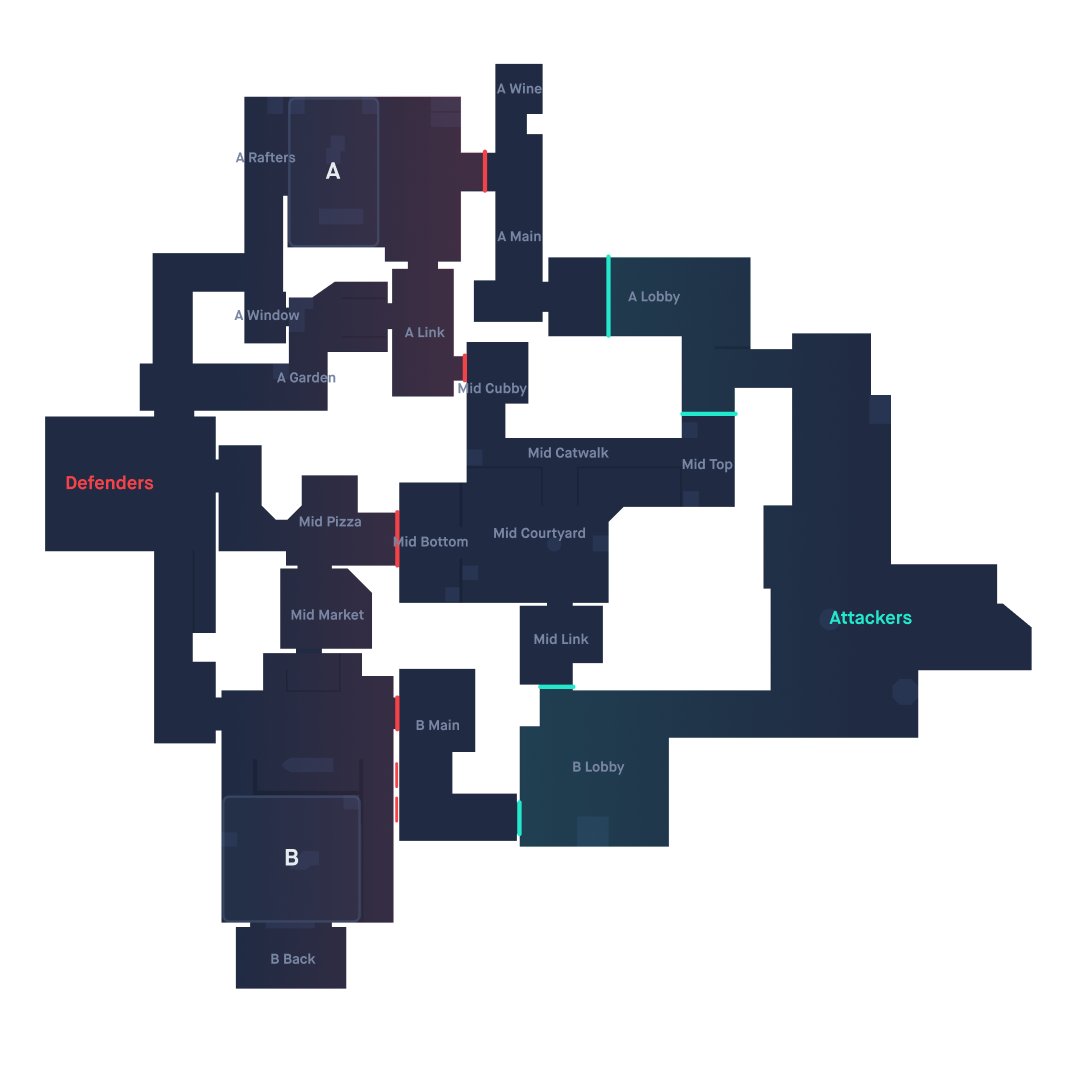 A Wine
A Rafters
A
A Main
A Lobby
A Window
A Link
A Garden
Mid Cubby
Mid Catwalk
Mid Top
Defenders
Mid Pizza
Mid Courtyard
Mid Bottom
Mid Market
Attackers
Mid Link
B Main
B Lobby
B
B Back